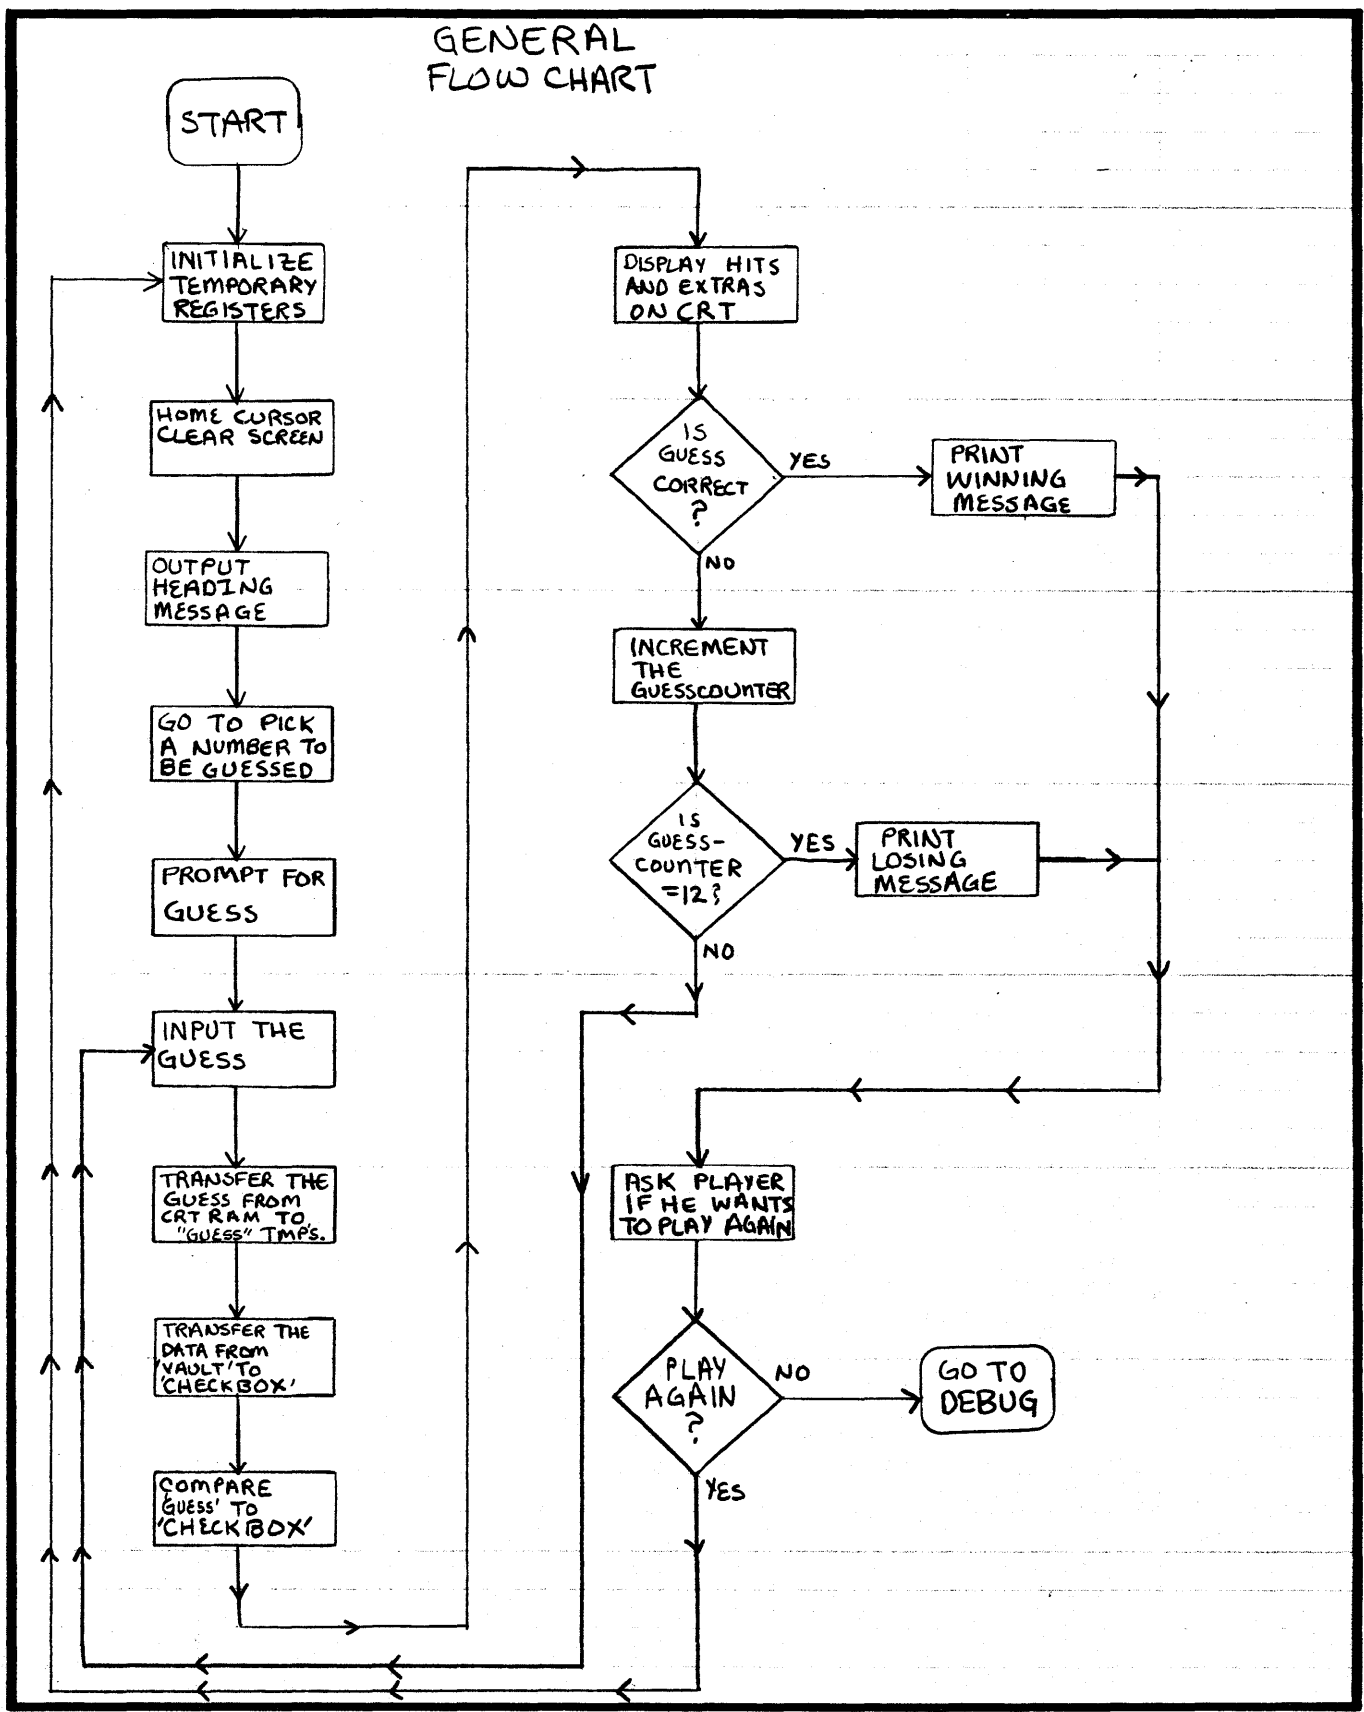 GENERAL
FLOW CHART
START
INITIALIZE
TEMPORARY
REGISTERS
HOME CURSOR
CLEAR SCREEN
OUTPUT
HEADING
MESSAGE
GO TO PICK
A NUMBER TO
BE GUESSED
PROMPT FOR
GUESS
INPUT THE
GUESS
TRANSFER THE
GUESS FROM
CRT RAM TO
"GUESS" TMP'S.
TRANSFER THE
DATA FROM
'VAULT' TO
'CHECKBOX'
COMPARE
'GUESS' TO
'CHECKBOX'
DISPLAY HITS
AND EXTRAS
ON CRT
IS
GUESS
CORRECT
?
YES
PRINT
WINNING
MESSAGE
NO
INCREMENT
THE
GUESSCOUNTER
IS
GUESS-
COUNTER
=12?
YES
PRINT
LOSING
MESSAGE
NO
ASK PLAYER
IF HE WANTS
TO PLAY AGAIN
PLAY
AGAIN
?
NO
GO TO
DEBUG
YES